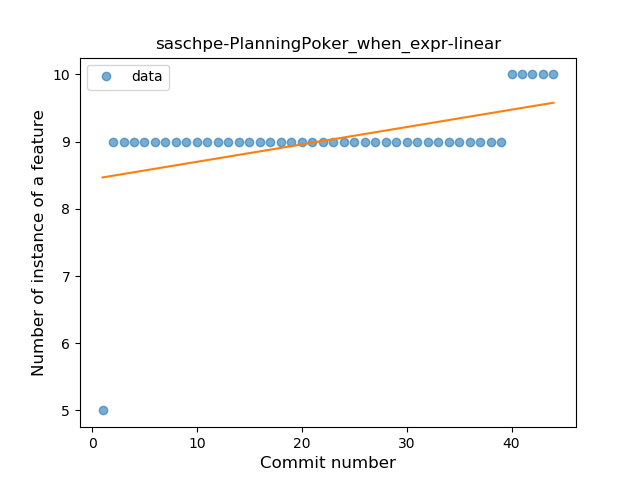 saschpe-PlanningPoker_when_expr-linear
data
Number of instance of a feature
10
9
8
7
6
5
0
10
20
30
40
Commit number